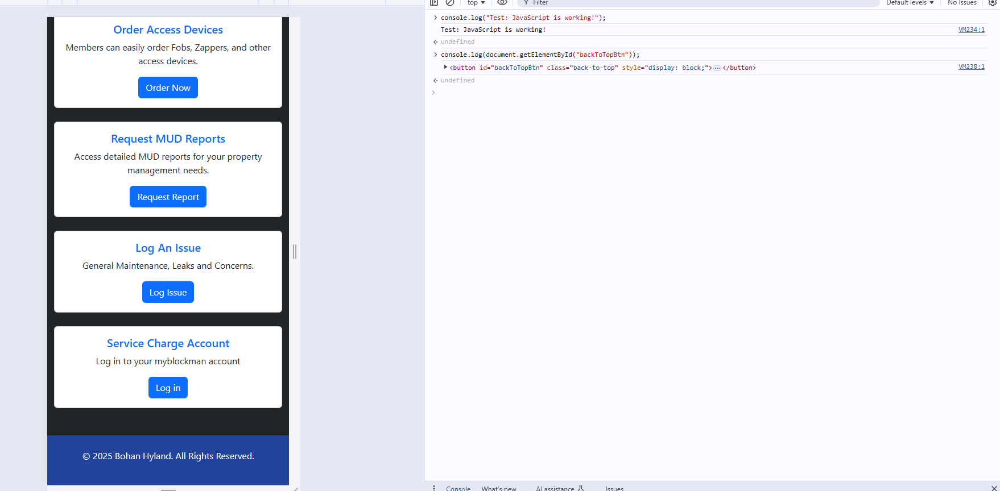 Order Access Devices
Members can easily order Fobs, Zappers, and other
access devices.
Order Now
Request MUD Reports
Access detailed MUD reports for your property
management needs.
Request Report
Log An Issue
General Maintenance, Leaks and Concerns.
Log Issue
Service Charge Account
Log in to your myblockman account
Log in
© 2025 Bohan Hyland. All Rights Reserved.
top Filter Default levels No Issues
console.log("Test: JavaScript is working!");
Test: JavaScript is working! VM234:1
undefined
console.log(document.getElementById("backToTopBtn"));
<button id="backToTopBtn" class="back-to-top" style="display: block;">…</button> VM238:1
undefined
Console What's new AI assistance Issues